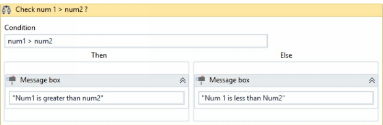 Check num 1 > num2 ?
Condition
num1 > num2
Then
Else
Message box
Message box
"Num1 is greater than num2"
"Num 1 is less than Num2"